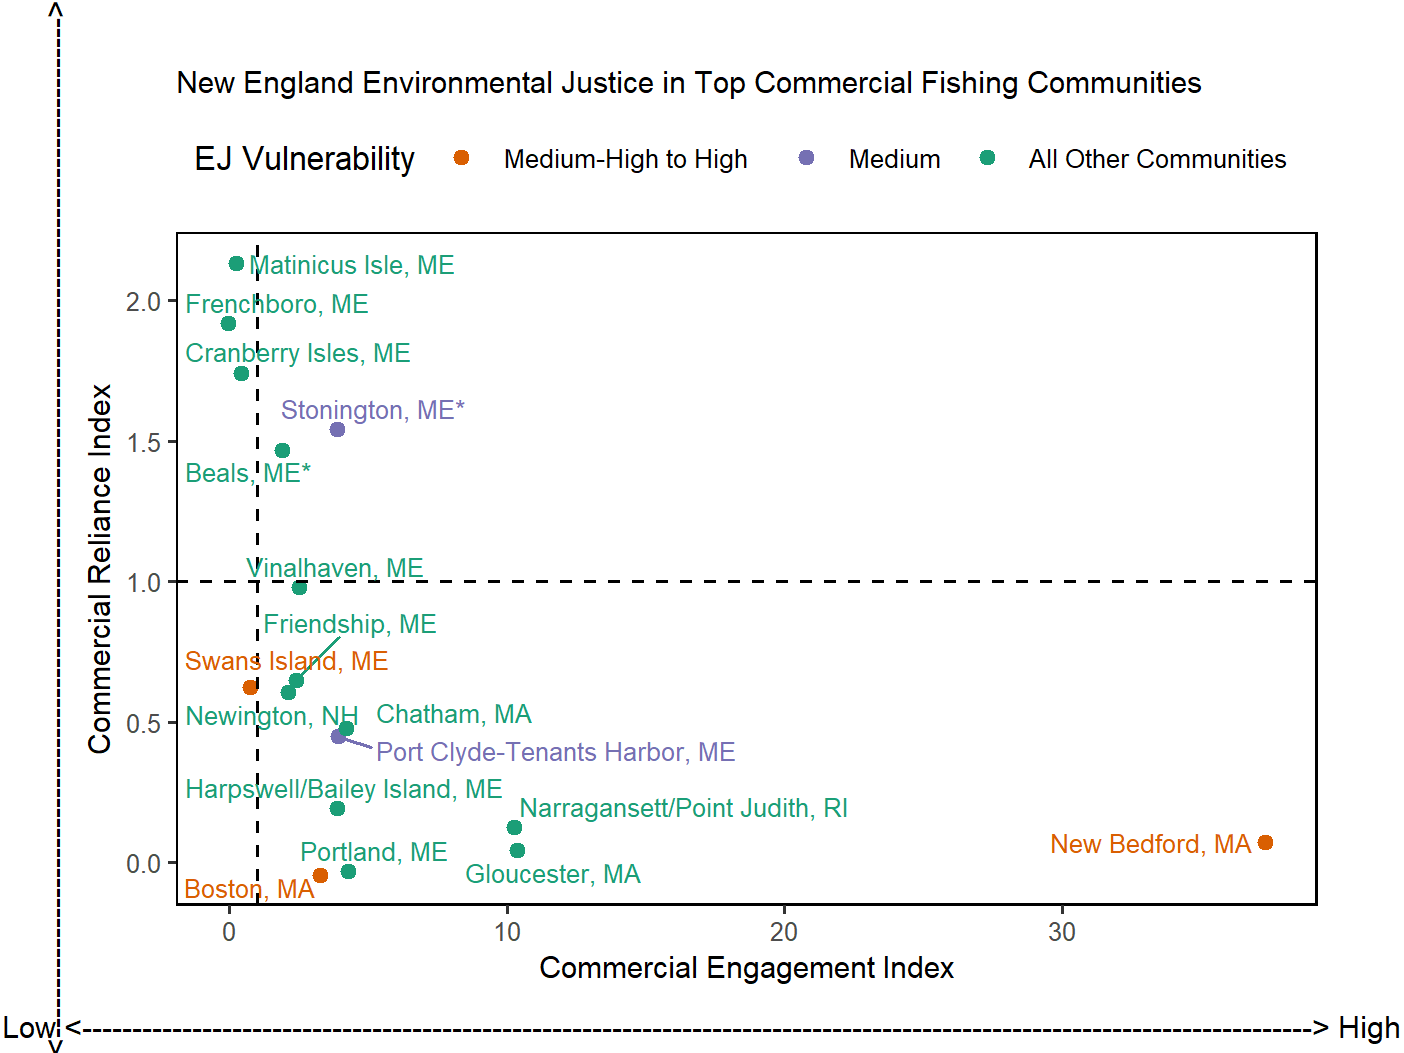 New England Environmental Justice in Top Commercial Fishing Communities
EJ Vulnerability
Medium-High to High
Medium
All Other Communities
Matinicus Isle, ME
Frenchboro, ME
Cranberry Isles, ME
Stonington, ME*
Beals, ME*
Vinalhaven, ME
Friendship, ME
Swans Island, ME
Newington, NH
Chatham, MA
Port Clyde-Tenants Harbor, ME
Harpswell/Bailey Island, ME
Narragansett/Point Judith, RI
New Bedford, MA
Portland, ME
Gloucester, MA
Boston, MA
Commercial Reliance Index
2.0
1.5
1.0
0.5
0.0
0
10
20
30
Commercial Engagement Index
Low
High